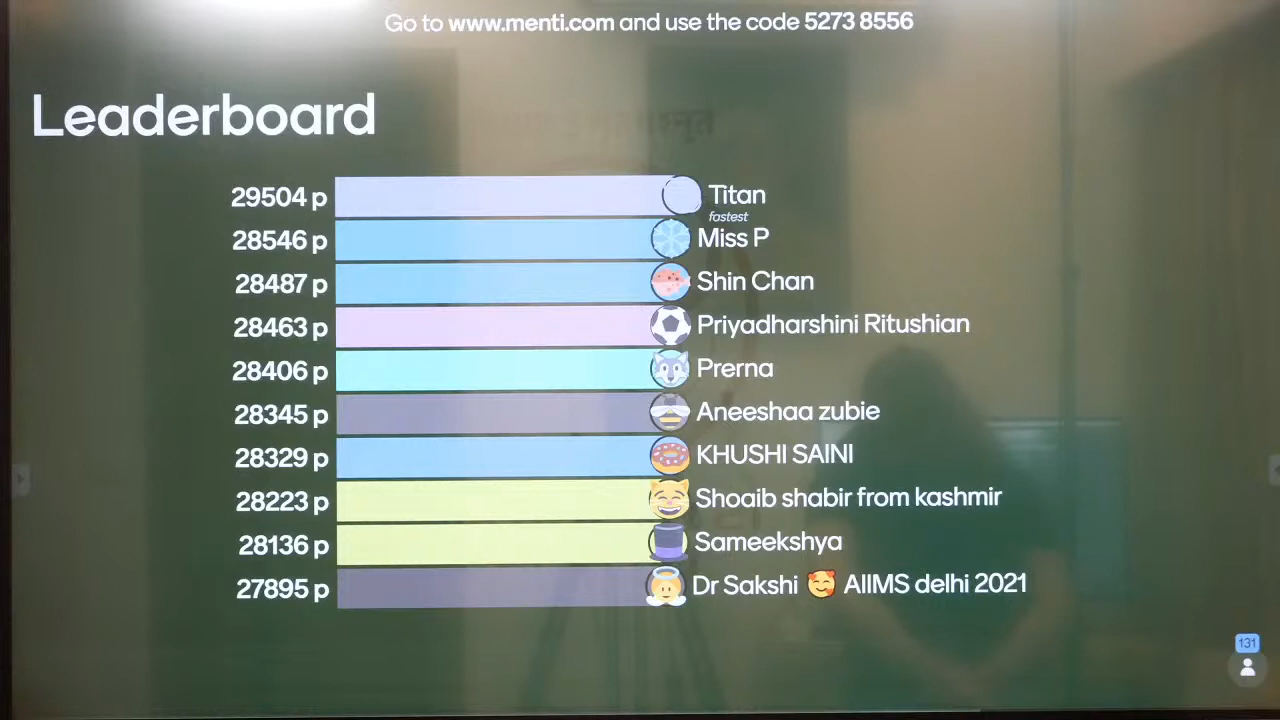 Go to www.menti.com and use the code 5273 8556
Leaderboard
29504 p Titan
fastest
28546 p Miss P
28487 p Shin Chan
28463 p Priyadharshini Ritushian
28406 p Prerna
28345 p Aneeshaa zubie
28329 p KHUSHI SAINI
28223 p Shoaib shabir from kashmir
28136 p Sameekshya
27895 p Dr Sakshi 🥰 AIIMS delhi 2021
131